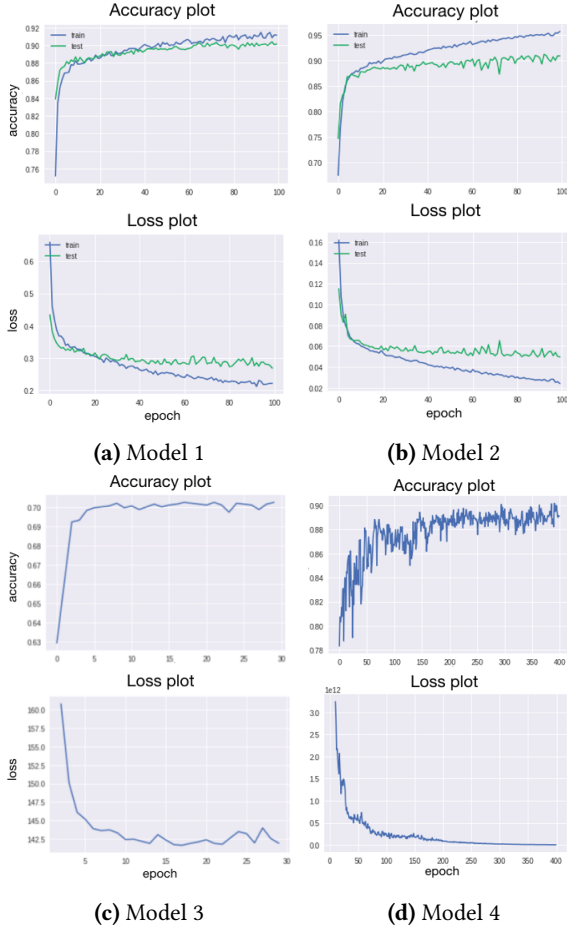 Accuracy plot
train
test
accuracy
0.92
0.90
0.88
0.86
0.84
0.82
0.80
0.78
0.76
0 20 40 60 80 100
Loss plot
train
test
loss
0.6
0.5
0.4
0.3
0.2
0 20 40 60 80 100
epoch
(a) Model 1
Accuracy plot
train
test
0.95
0.90
0.85
0.80
0.75
0.70
0 20 40 60 80 100
Loss plot
train
test
0.16
0.14
0.12
0.10
0.08
0.06
0.04
0.02
0 20 40 60 80 100
epoch
(b) Model 2
Accuracy plot
accuracy
0.70
0.69
0.68
0.67
0.66
0.65
0.64
0.63
0 5 10 15 20 25 30
Loss plot
loss
160.0
157.5
155.0
152.5
150.0
147.5
145.0
142.5
5 10 15 20 25 30
epoch
(c) Model 3
Accuracy plot
0.90
0.88
0.86
0.84
0.82
0.80
0.78
0 50 100 150 200 250 300 350 400
Loss plot
1e12
3.0
2.5
2.0
1.5
1.0
0.5
0.0
0 50 100 150 200 250 300 350 400
epoch
(d) Model 4